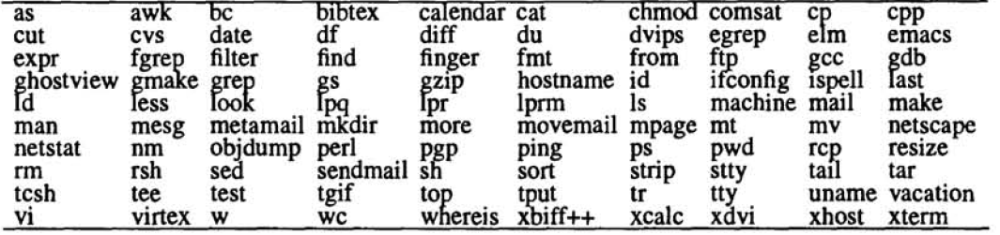 as awk bc bibtex calendar cat chmod comsat cp cpp
cut cvs date df diff du dvips egrep elm emacs
expr fgrep filter find finger fmt from ftp gcc gdb
ghostview gmake grep gs gzip hostname id ifconfig ispell last
ld less look lpq lpr lprm ls machine mail make
man mesg metamail mkdir more movemail mpage mt mv netscape
netstat nm objdump perl pgp ping ps pwd rcp resize
rm rsh sed sendmail sh sort strip stty tail tar
tcsh tee test tgif top tput tr tty uname vacation
vi virtex w wc whereis xbiff++ xcalc xdvi xhost xterm